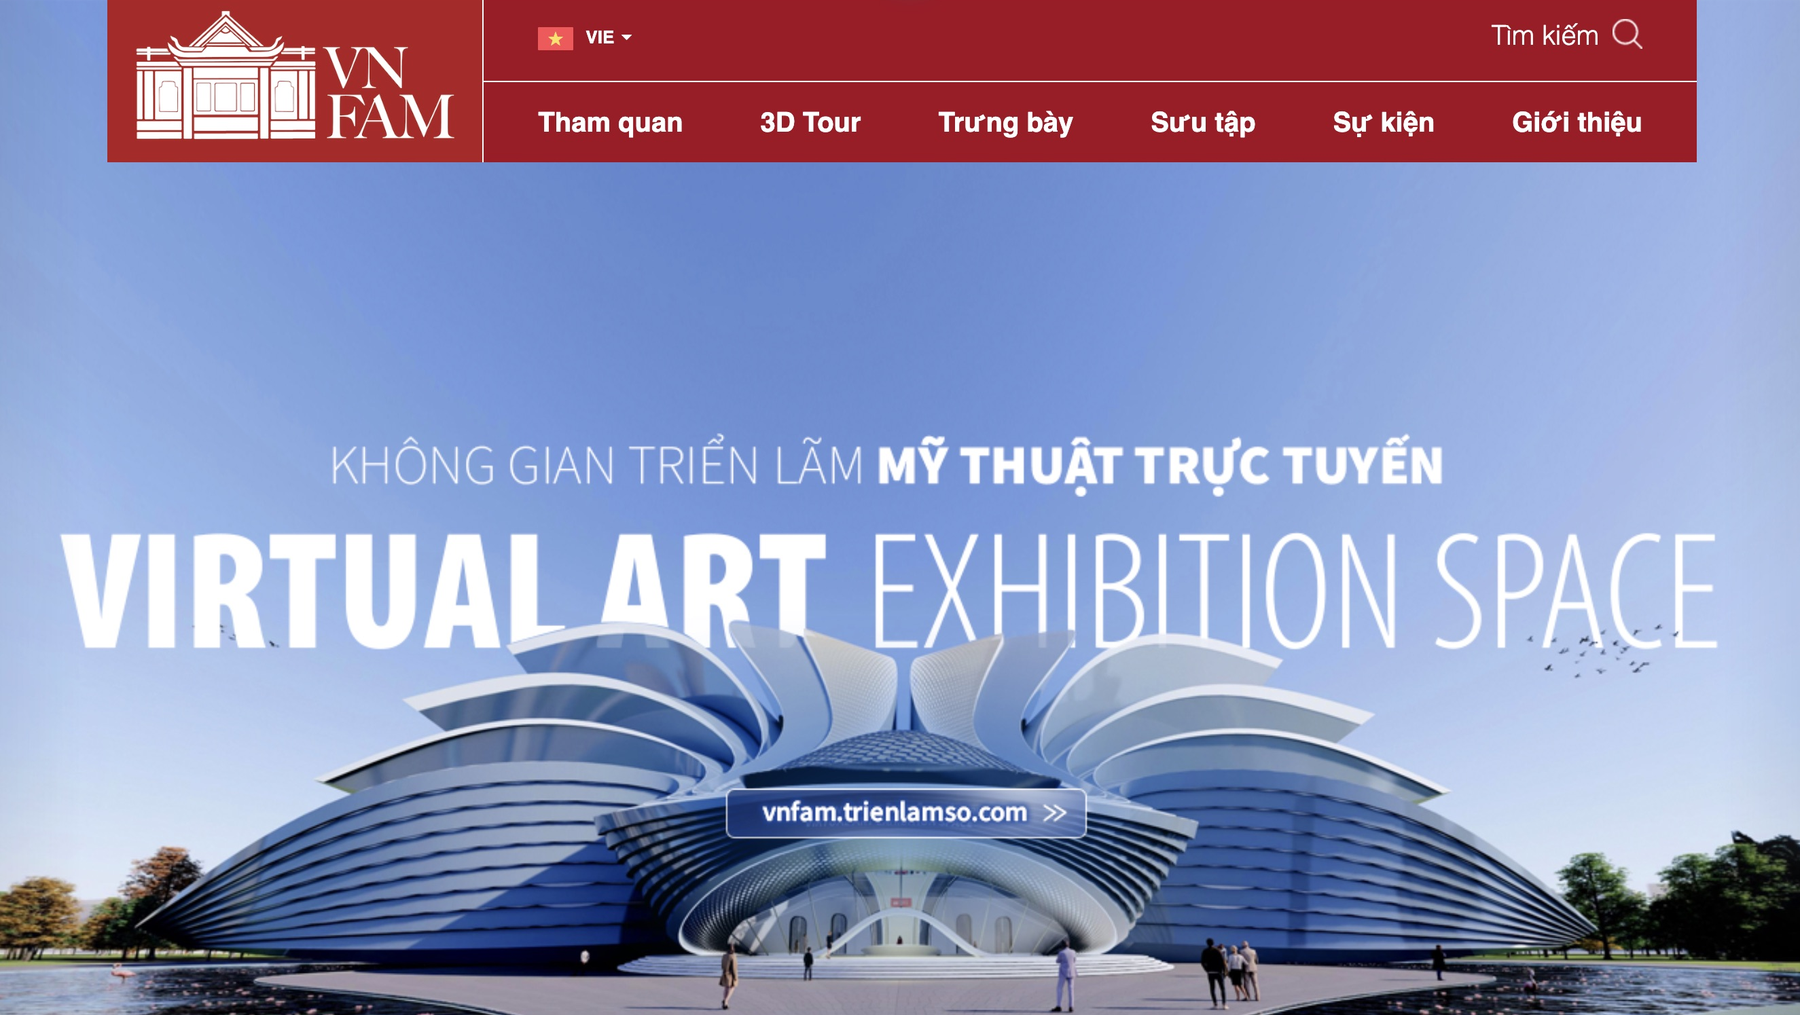 VN
FAM
VIE
Tìm kiếm
Tham quan
3D Tour
Trưng bày
Sưu tập
Sự kiện
Giới thiệu
KHÔNG GIAN TRIỂN LÃM MỸ THUẬT TRỰC TUYẾN
VIRTUAL ART EXHIBITION SPACE
vnfam.trienlamso.com »